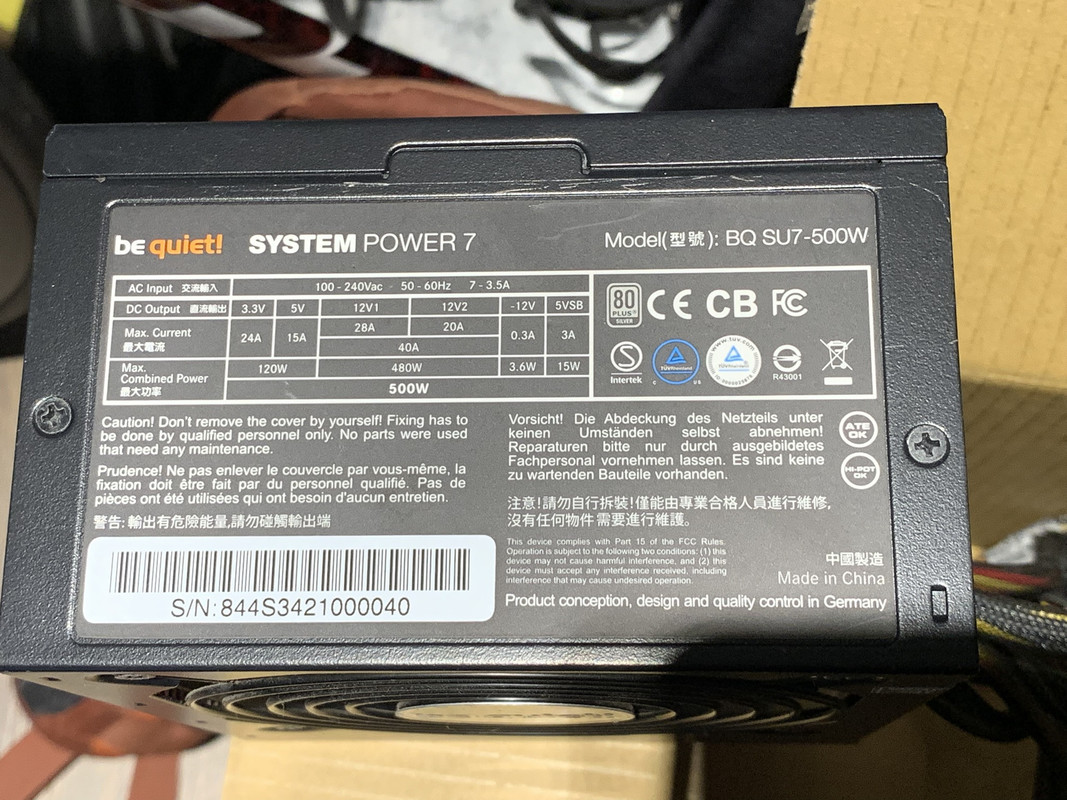 be quiet! SYSTEM POWER 7
Model(型號): BQ SU7-500W
AC Input 交流輸入 100 - 240Vac 50 - 60Hz 7 - 3.5A
DC Output 直流輸出 3.3V 5V 12V1 12V2 -12V 5VSB
Max. Current 最大電流 24A 15A 28A 20A 0.3A 3A
40A
Max. Combined Power 最大功率 120W 480W 3.6W 15W
500W
80 PLUS SILVER
CE CB FC
Intertek
TÜVRheinland
C US
www.tuv.com
TÜVRheinland
R43001
Caution! Don't remove the cover by yourself! Fixing has to
be done by qualified personnel only. No parts were used
that need any maintenance.
Prudence! Ne pas enlever le couvercle par vous-même, la
fixation doit être fait par du personnel qualifié. Pas de
pièces ont été utilisées qui ont besoin d'aucun entretien.
警告: 輸出有危險能量,請勿碰觸輸出端
S/N: 844S3421000040
Vorsicht! Die Abdeckung des Netzteils unter
keinen Umständen selbst abnehmen!
Reparaturen bitte nur durch ausgebildetes
Fachpersonal vornehmen lassen. Es sind keine
zu wartenden Bauteile vorhanden.
ATE OK
HI-POT OK
注意!請勿自行拆裝!僅能由專業合格人員進行維修,
沒有任何物件 需要進行維護。
This device complies with Part 15 of the FCC Rules.
Operation is subject to the following two conditions: (1) this
device may not cause harmful interference, and (2) this
device must accept any interference received, including
interference that may cause undesired operation.
中國製造
Made in China
Product conception, design and quality control in Germany